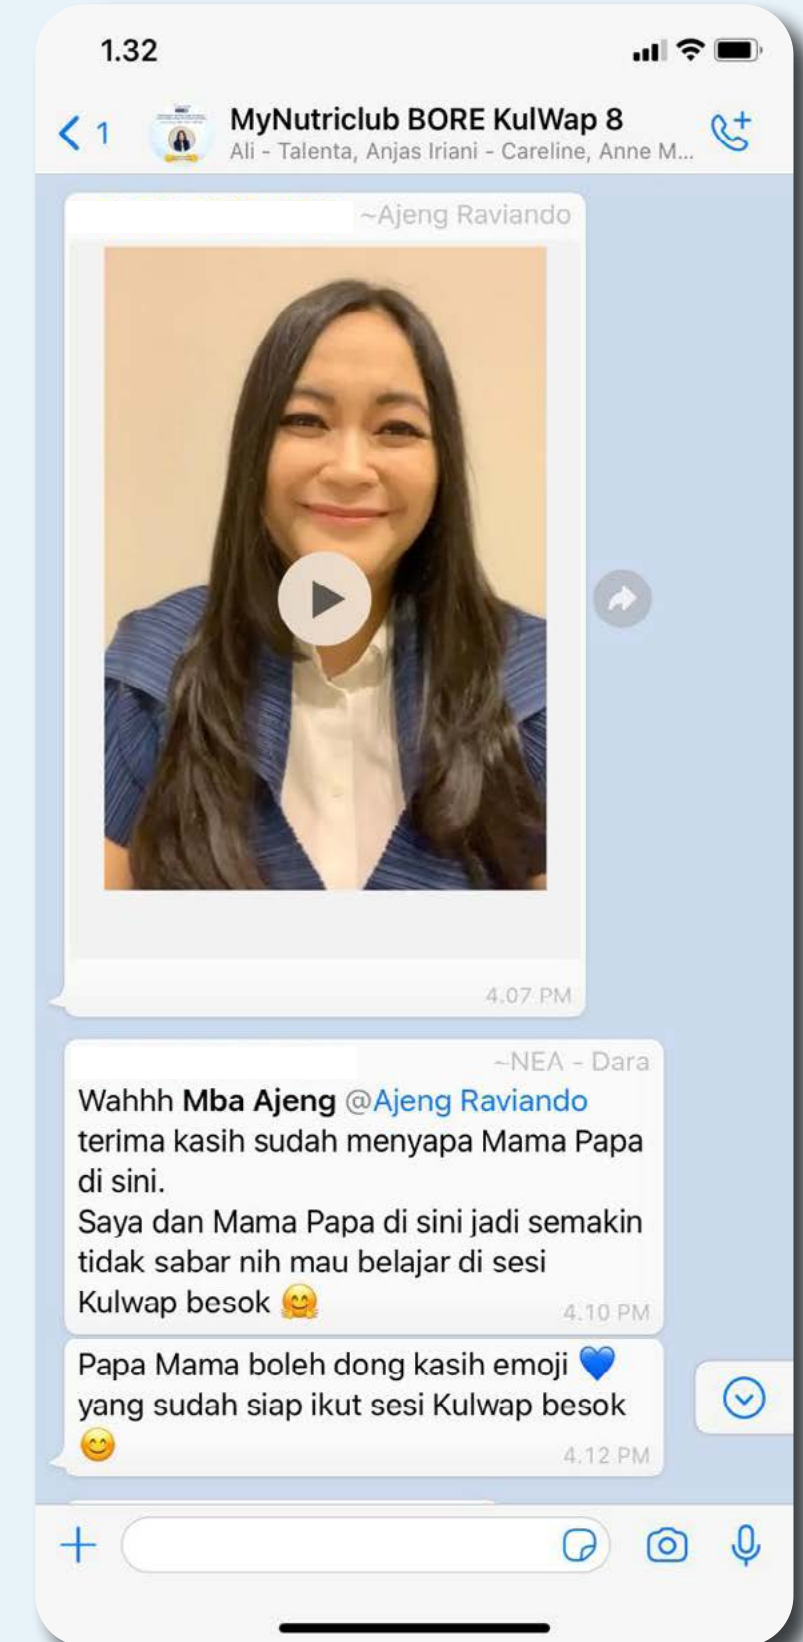 1.32
1
MyNutriclub BORE KulWap 8
Ali - Talenta, Anjas Iriani - Careline, Anne M...
~Ajeng Raviando
4.07 PM
~NEA - Dara
Wahhh Mba Ajeng @Ajeng Raviando
terima kasih sudah menyapa Mama Papa
di sini.
Saya dan Mama Papa di sini jadi semakin
tidak sabar nih mau belajar di sesi
Kulwap besok 🤗
4.10 PM
Papa Mama boleh dong kasih emoji 💙
yang sudah siap ikut sesi Kulwap besok
😊
4.12 PM